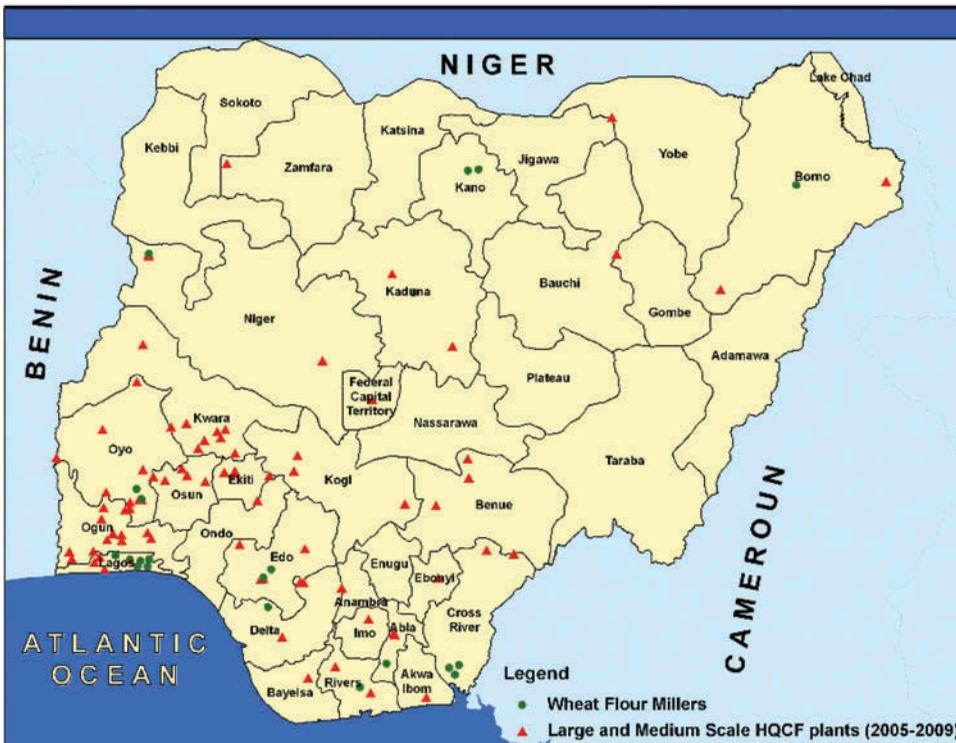 NIGER
Lake Chad
Sokoto
Katsina
Kebbi
Zamfara
Jigawa
Yobe
Kano
Borno
BENIN
Kaduna
Bauchi
Niger
Gombe
Adamawa
Federal
Capital
Territory
Plateau
Kwara
Nassarawa
Oyo
Taraba
Osun
Ekiti
Kogi
Benue
Ogun
Ondo
Edo
Enugu
Ebonyi
Lagos
Anambra
Cross
River
Delta
Imo
Abia
ATLANTIC
OCEAN
CAMEROUN
Bayelsa
Rivers
Akwa
Ibom
Legend
Wheat Flour Millers
Large and Medium Scale HQCF plants (2005-2009)